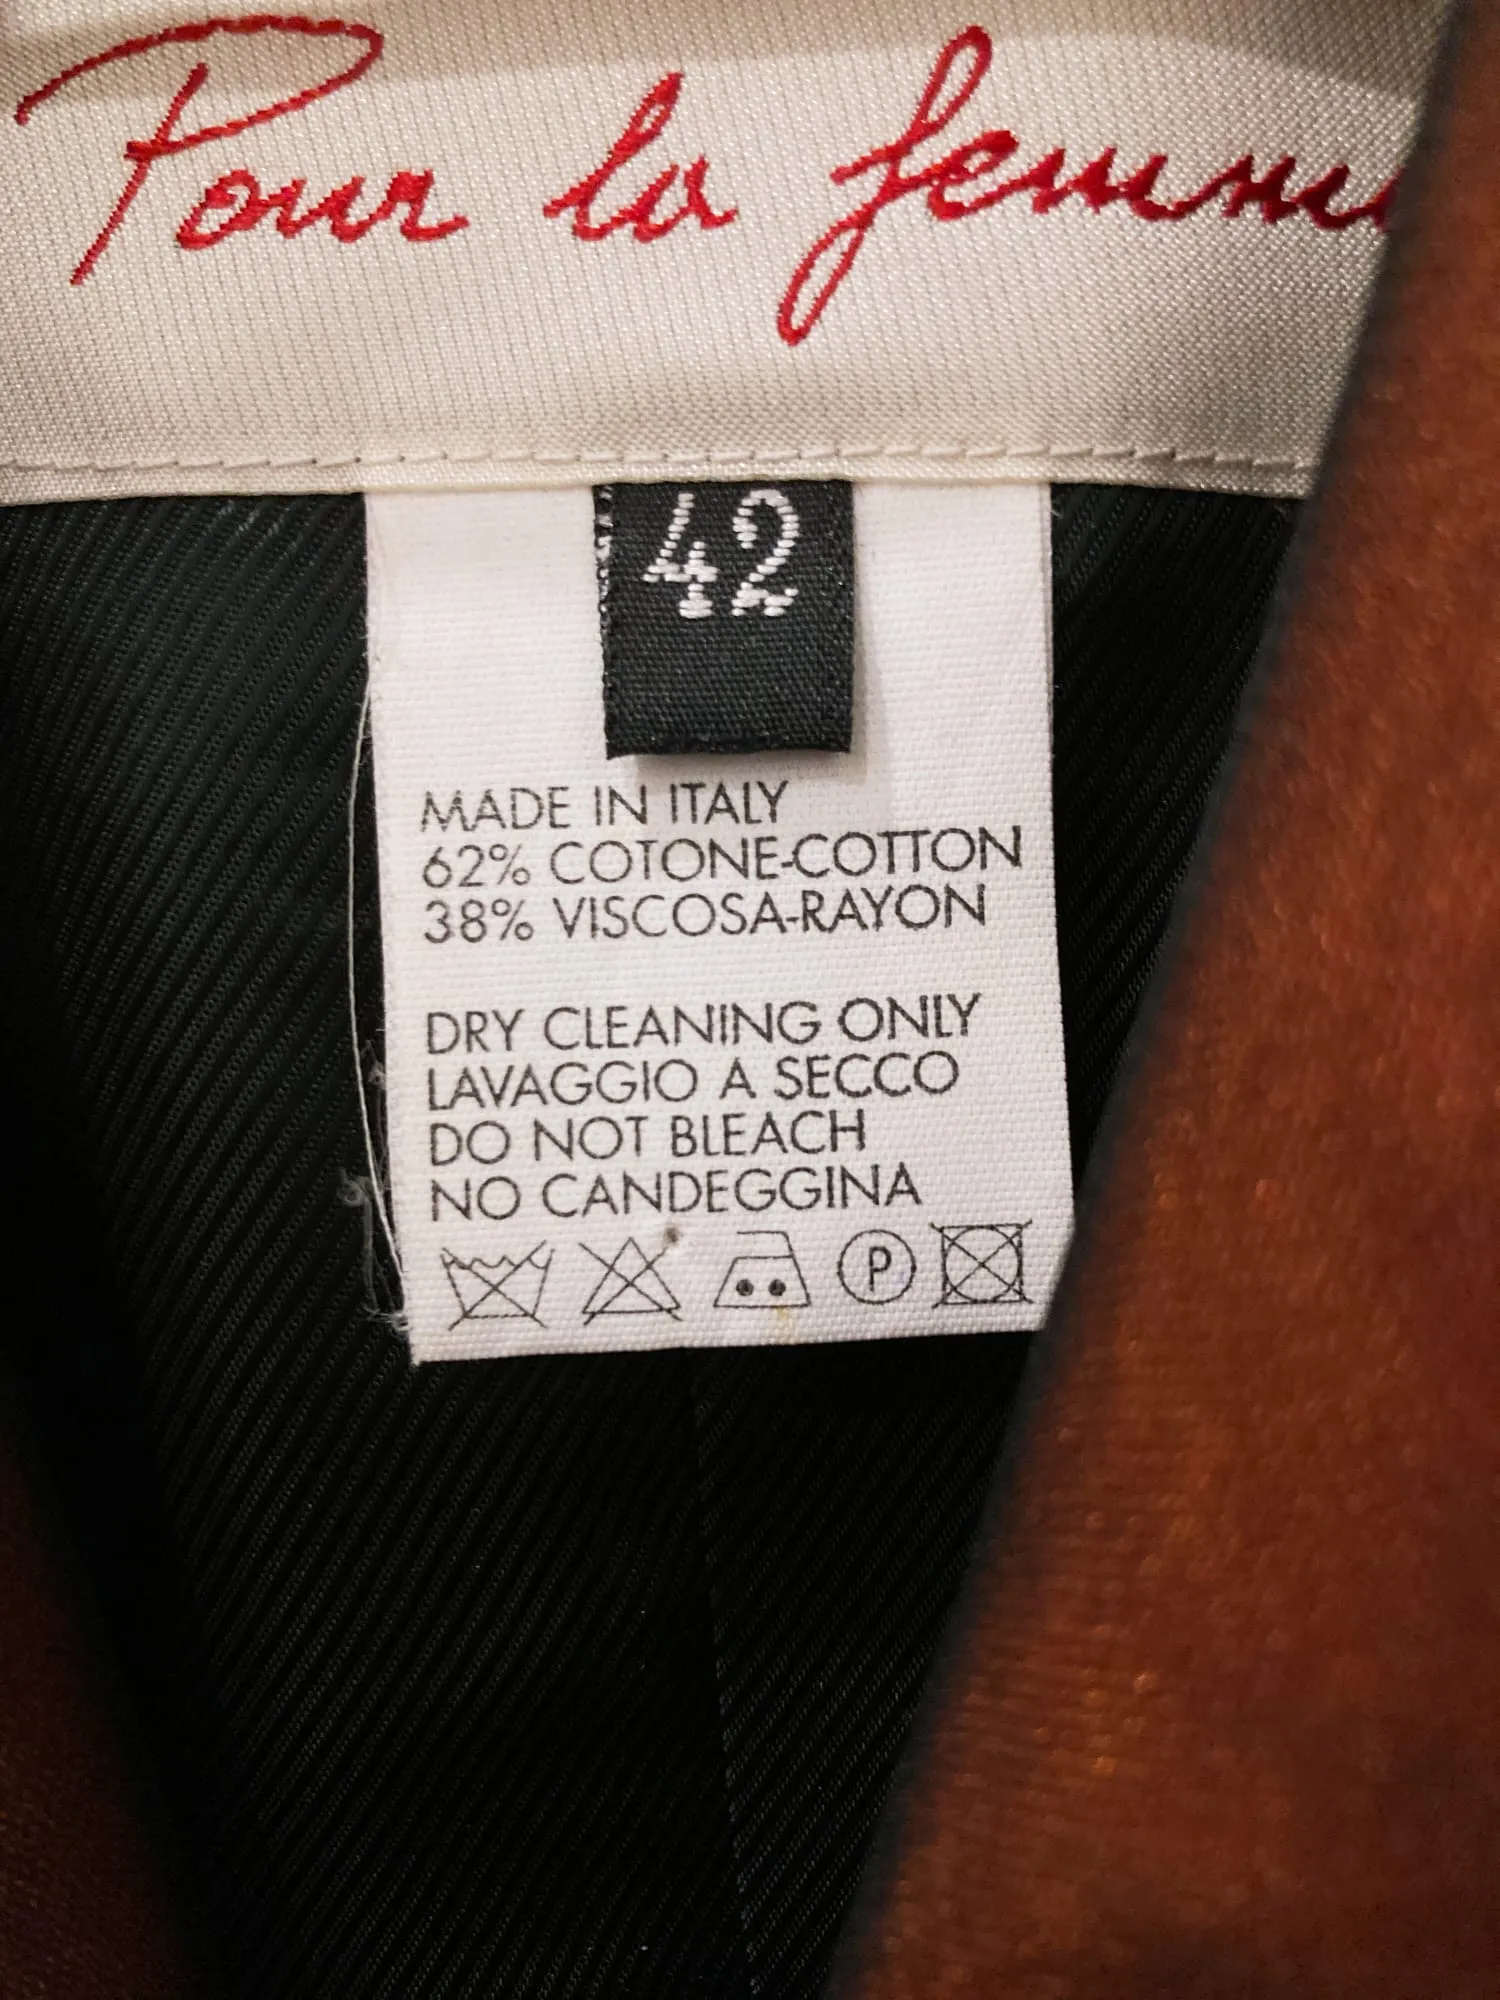 Pour la femme
42
MADE IN ITALY
62% COTONE-COTTON
38% VISCOSA-RAYON
DRY CLEANING ONLY
LAVAGGIO A SECCO
DO NOT BLEACH
NO CANDEGGINA
P